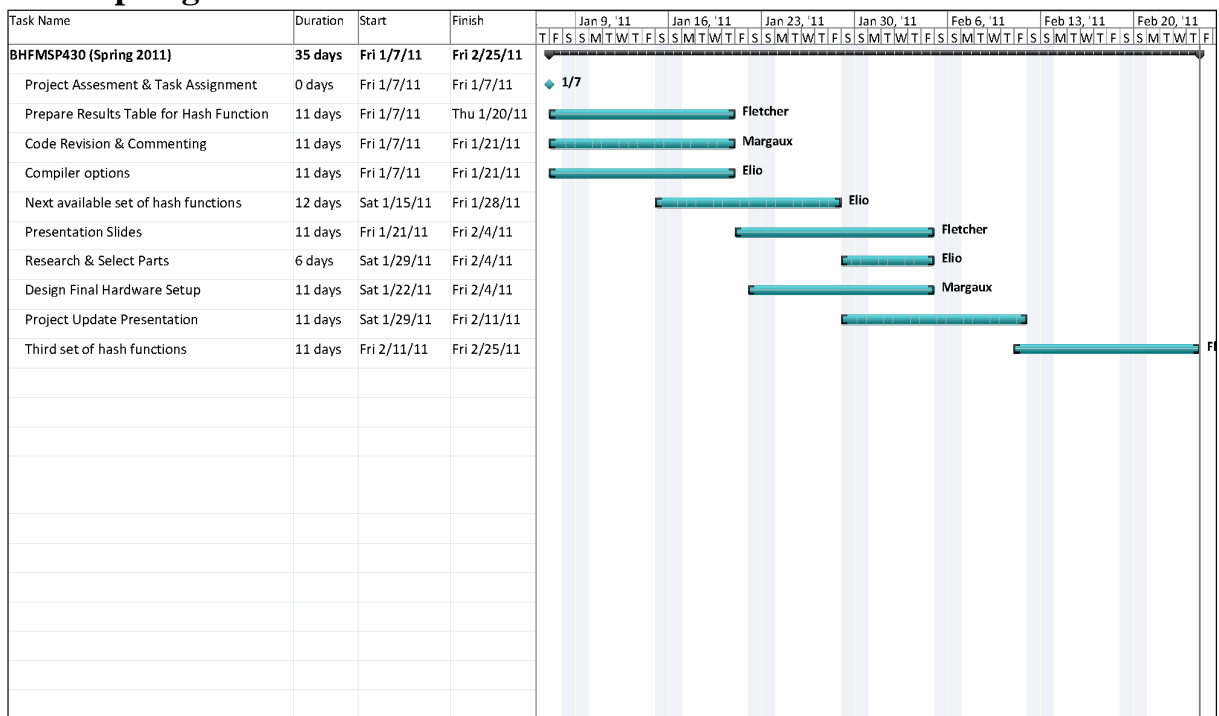 Task Name Duration Start Finish Jan 9, '11 Jan 16, '11 Jan 23, '11 Jan 30, '11 Feb 6, '11 Feb 13, '11 Feb 20, '11
T F S S M T W T F S S M T W T F S S M T W T F S S M T W T F S S M T W T F S S M T W T F S S M T W T F
BHFMSP430 (Spring 2011) 35 days Fri 1/7/11 Fri 2/25/11
Project Assesment & Task Assignment 0 days Fri 1/7/11 Fri 1/7/11 1/7
Prepare Results Table for Hash Function 11 days Fri 1/7/11 Thu 1/20/11 Fletcher
Code Revision & Commenting 11 days Fri 1/7/11 Fri 1/21/11 Margaux
Compiler options 11 days Fri 1/7/11 Fri 1/21/11 Elio
Next available set of hash functions 12 days Sat 1/15/11 Fri 1/28/11 Elio
Presentation Slides 11 days Fri 1/21/11 Fri 2/4/11 Fletcher
Research & Select Parts 6 days Sat 1/29/11 Fri 2/4/11 Elio
Design Final Hardware Setup 11 days Sat 1/22/11 Fri 2/4/11 Margaux
Project Update Presentation 11 days Sat 1/29/11 Fri 2/11/11
Third set of hash functions 11 days Fri 2/11/11 Fri 2/25/11